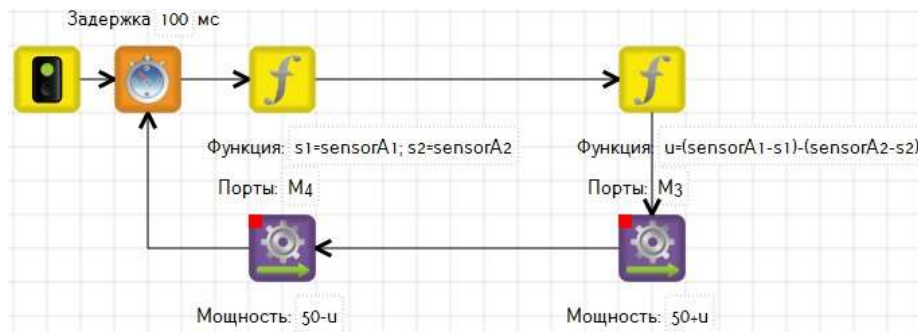 Задержка 100 мс
Функция: s1=sensorA1; s2=sensorA2
Функция: u=(sensorA1-s1)-(sensorA2-s2)
Порты: M4
Порты: M3
Мощность: 50-u
Мощность: 50+u